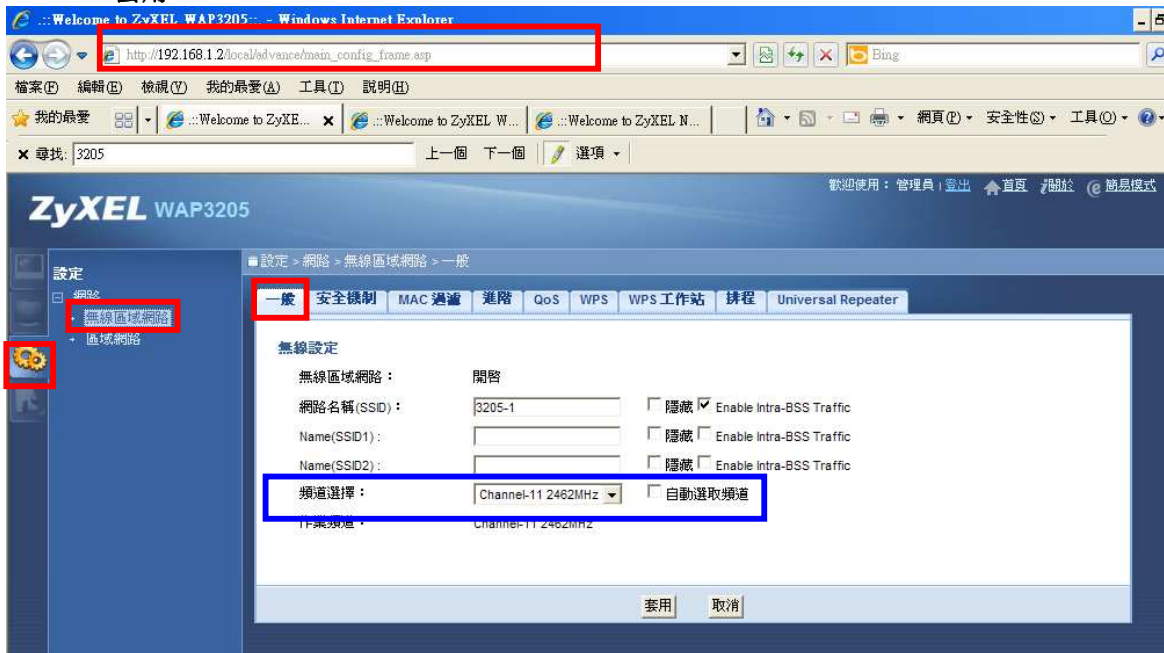 .::Welcome to ZyXEL WAP3205::. - Windows Internet Explorer
http://192.168.1.2/local/advance/main_config_frame.asp
Bing
檔案(F) 編輯(E) 檢視(V) 我的最愛(A) 工具(T) 說明(H)
我的最愛 .::Welcome to ZyXE... .::Welcome to ZyXEL W... .::Welcome to ZyXEL N... 網頁(P) 安全性(S) 工具(O)
尋找: 3205 上一個 下一個 選項
歡迎使用: 管理員 | 登出 首頁 關於 簡易模式
ZyXEL WAP3205
設定 > 網路 > 無線區域網路 > 一般
設定
網路
無線區域網路
區域網路
一般 安全機制 MAC 過濾 進階 QoS WPS WPS 工作站 排程 Universal Repeater
無線設定
無線區域網路： 開啓
網路名稱(SSID)： 3205-1 隱藏 Enable Intra-BSS Traffic
Name(SSID1) : 隱藏 Enable Intra-BSS Traffic
Name(SSID2) : 隱藏 Enable Intra-BSS Traffic
頻道選擇： Channel-11 2462MHz 自動選取頻道
作業頻道： Channel-11 2462MHz
套用 取消